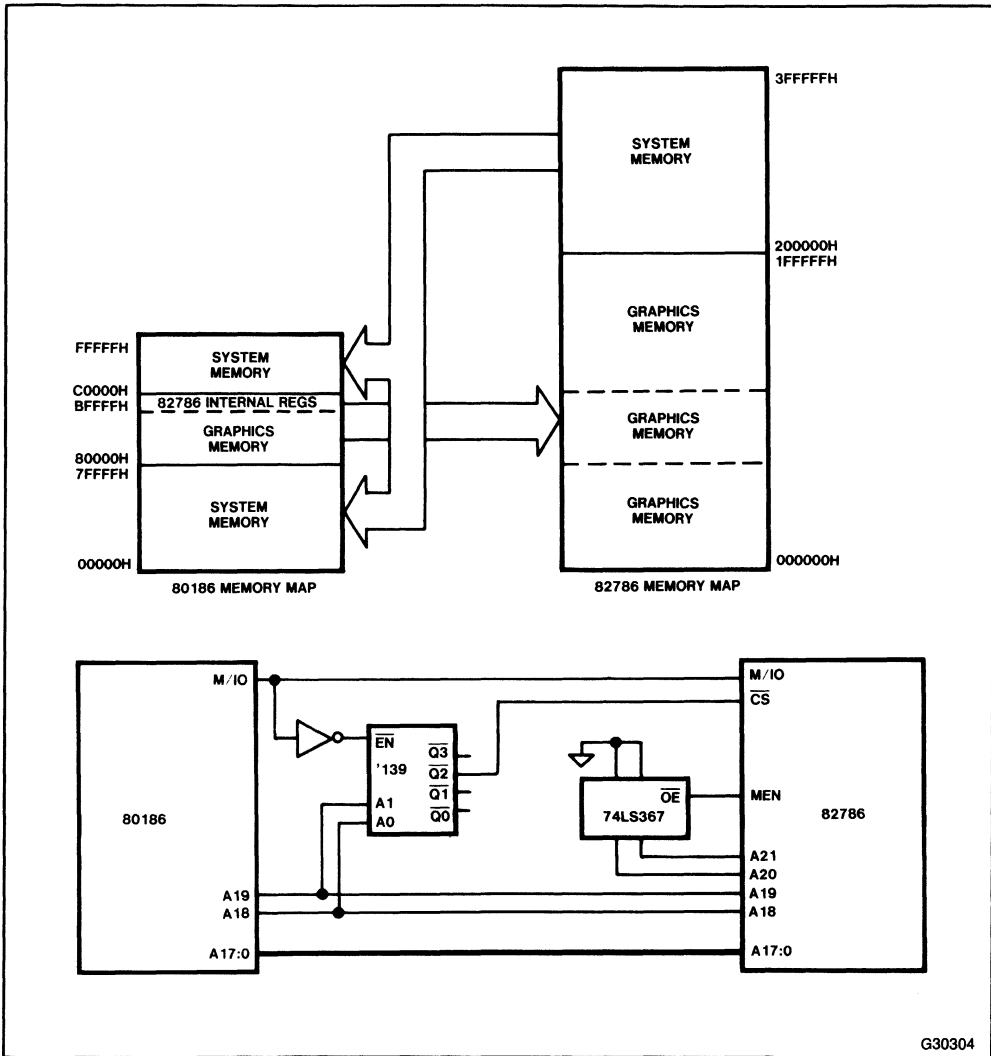 3FFFFFH
SYSTEM
MEMORY
200000H
1FFFFFH
GRAPHICS
MEMORY
GRAPHICS
MEMORY
GRAPHICS
MEMORY
000000H
82786 MEMORY MAP
FFFFFH
SYSTEM
MEMORY
C0000H
BFFFFH
82786 INTERNAL REGS
GRAPHICS
MEMORY
80000H
7FFFFH
SYSTEM
MEMORY
00000H
80186 MEMORY MAP
80186
M/IO
A19
A18
A17:0
EN
'139
A1
A0
Q3
Q2
Q1
Q0
OE
74LS367
M/IO
CS
MEN
82786
A21
A20
A19
A18
A17:0
G30304